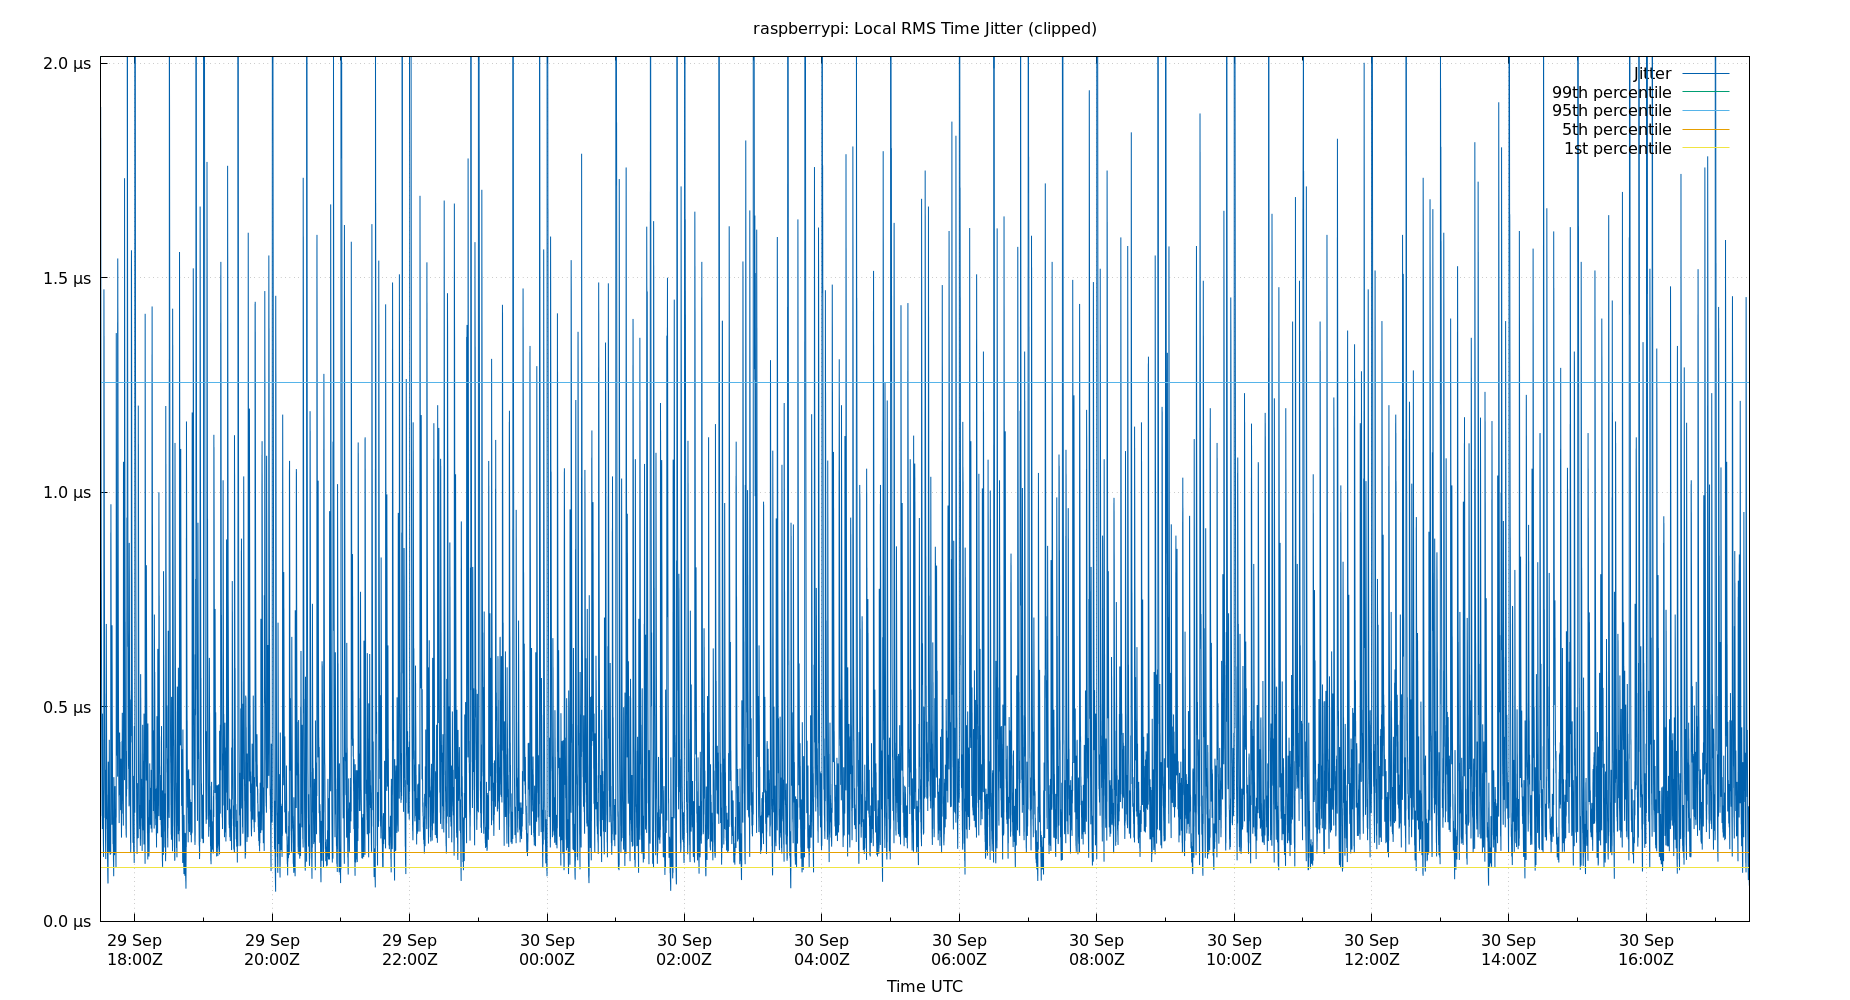 raspberrypi: Local RMS Time Jitter (clipped)
2.0 µs
1.5 µs
1.0 µs
0.5 µs
0.0 µs
Jitter
99th percentile
95th percentile
5th percentile
1st percentile
29 Sep 29 Sep 29 Sep 30 Sep 30 Sep 30 Sep 30 Sep 30 Sep 30 Sep 30 Sep 30 Sep 30 Sep
18:00Z 20:00Z 22:00Z 00:00Z 02:00Z 04:00Z 06:00Z 08:00Z 10:00Z 12:00Z 14:00Z 16:00Z
Time UTC